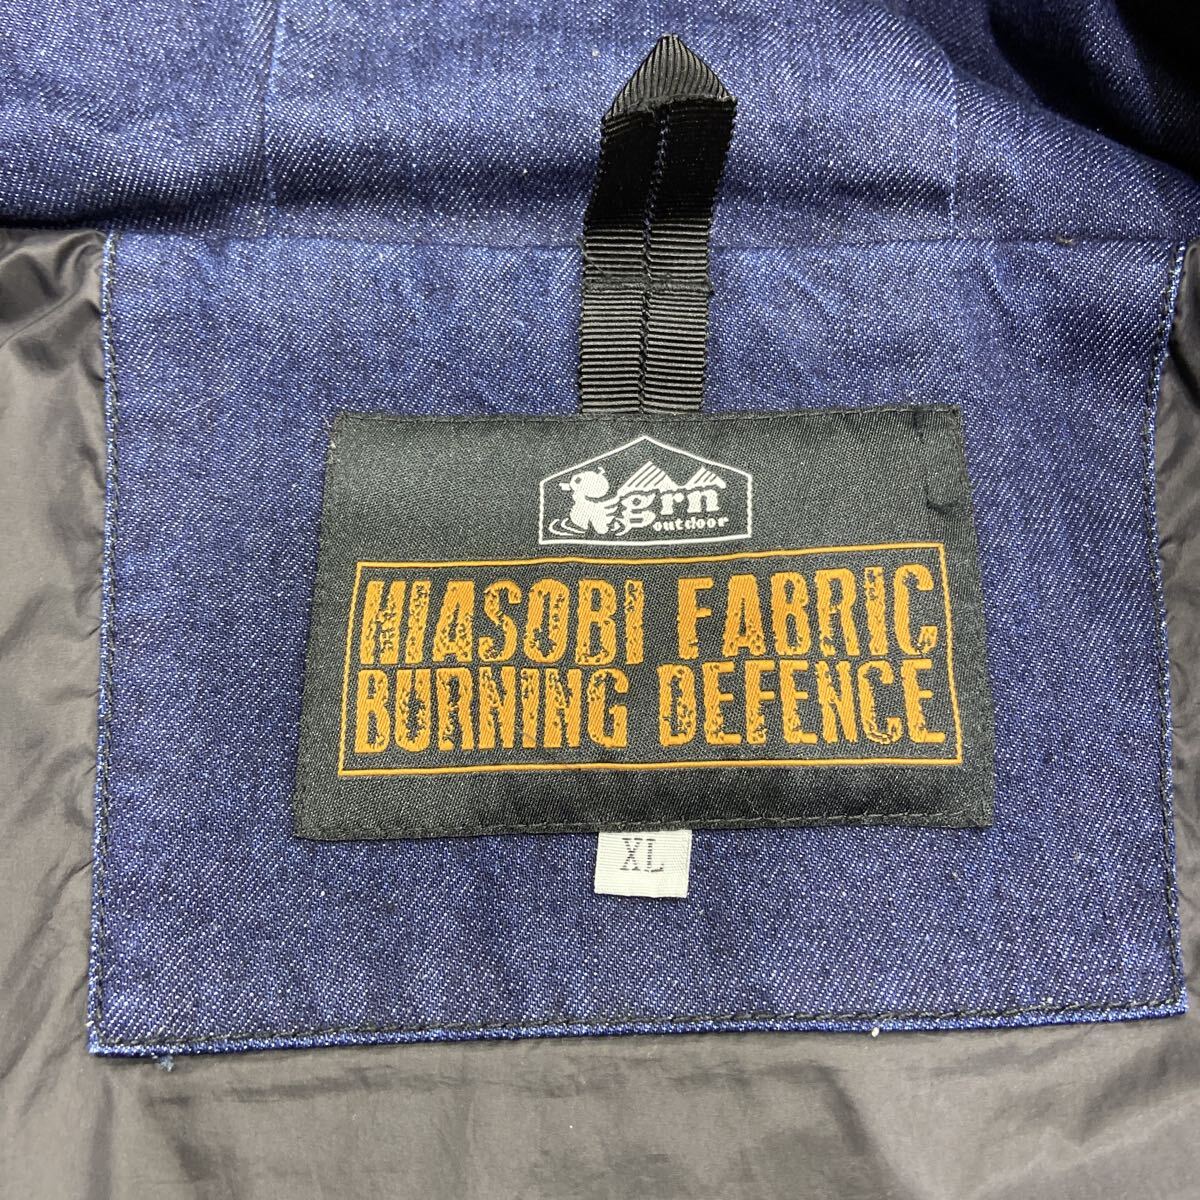 grn
outdoor
HIASOBI FABRIC
BURNING DEFENCE
XL